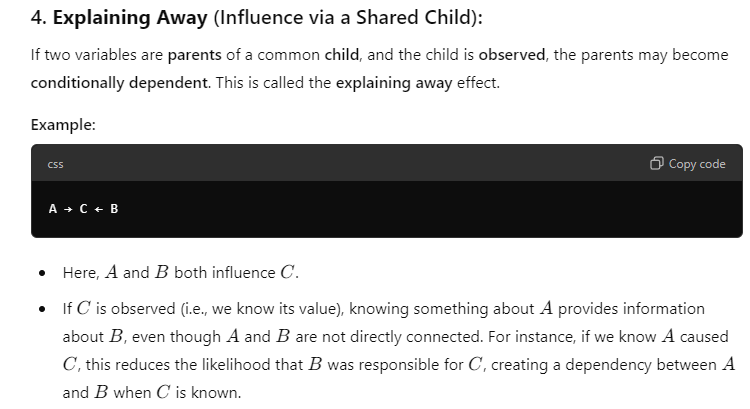 4. Explaining Away (Influence via a Shared Child):
If two variables are parents of a common child, and the child is observed, the parents may become
conditionally dependent. This is called the explaining away effect.
Example:
css
Copy code
A → C ← B
Here, A and B both influence C.
If C is observed (i.e., we know its value), knowing something about A provides information
about B, even though A and B are not directly connected. For instance, if we know A caused
C, this reduces the likelihood that B was responsible for C, creating a dependency between A
and B when C is known.